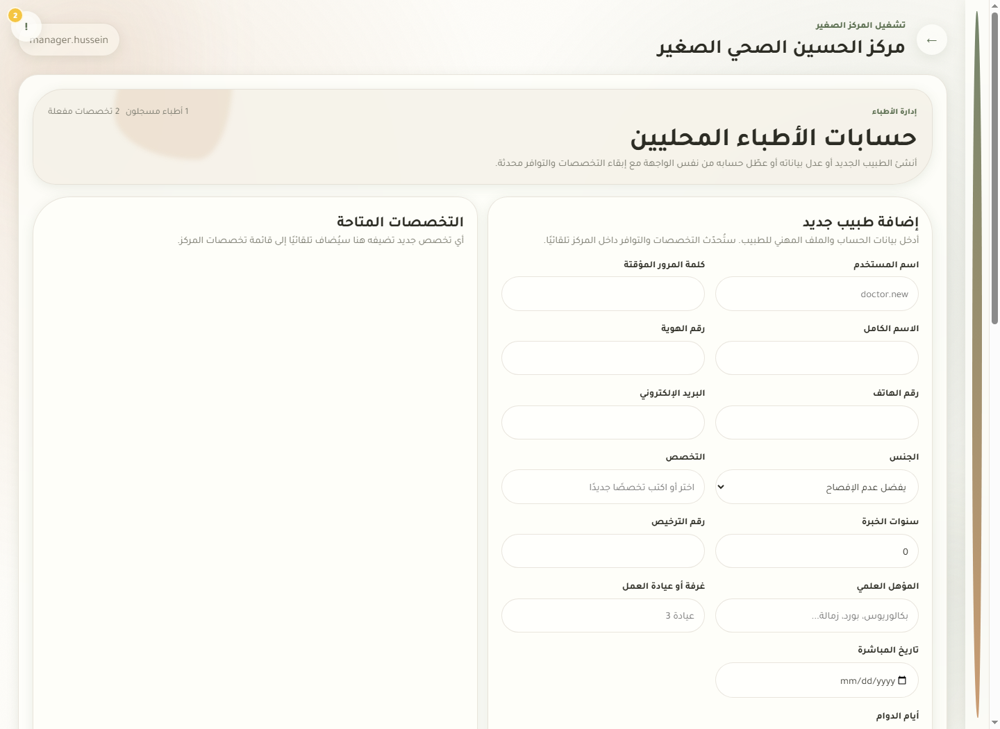 تشغيل المركز الصغير
مركز الحسين الصحي الصغير
←
manager.hussein
!
2
إدارة الأطباء
حسابات الأطباء المحليين
أنشئ الطبيب الجديد أو عدل بياناته أو عطّل حسابه من نفس الواجهة مع إبقاء التخصصات والتوافر محدثة.
1 أطباء مسجلون
2 تخصصات مفعلة
إضافة طبيب جديد
أدخل بيانات الحساب والملف المهني للطبيب. ستُحدّث التخصصات والتوافر داخل المركز تلقائيًا.
اسم المستخدم
doctor.new
كلمة المرور المؤقتة
الاسم الكامل
رقم الهوية
رقم الهاتف
البريد الإلكتروني
الجنس
يفضل عدم الإفصاح
التخصص
اختر أو اكتب تخصصًا جديدًا
سنوات الخبرة
0
رقم الترخيص
المؤهل العلمي
بكالوريوس، بورد، زمالة...
غرفة أو عيادة العمل
عيادة 3
تاريخ المباشرة
mm/dd/yyyy
أيام الدوام
التخصصات المتاحة
أي تخصص جديد تضيفه هنا سيُضاف تلقائيًا إلى قائمة تخصصات المركز.